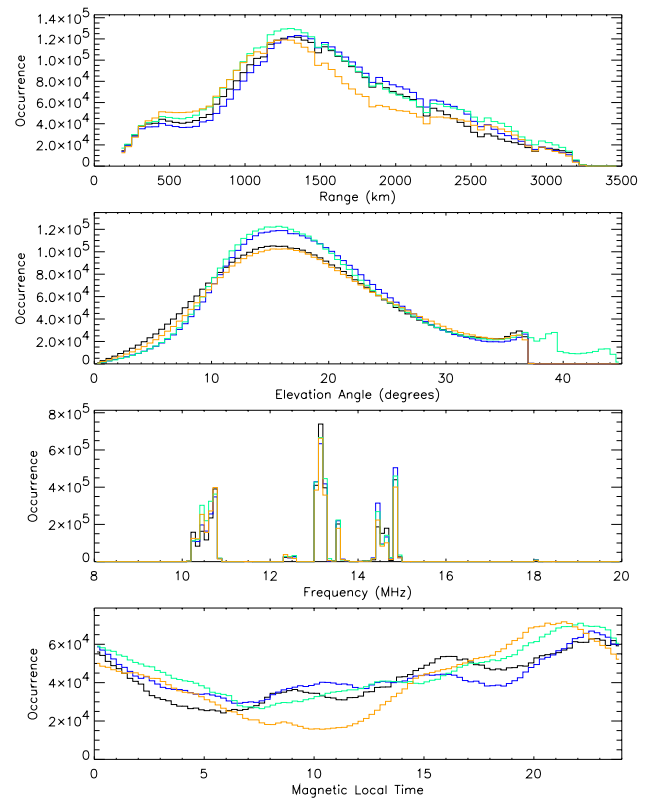 1.4×10⁵
1.2×10⁵
1.0×10⁵
8.0×10⁴
6.0×10⁴
4.0×10⁴
2.0×10⁴
0
Occurrence
0 500 1000 1500 2000 2500 3000 3500
Range (km)
1.2×10⁵
1.0×10⁵
8.0×10⁴
6.0×10⁴
4.0×10⁴
2.0×10⁴
0
Occurrence
0 10 20 30 40
Elevation Angle (degrees)
8×10⁵
6×10⁵
4×10⁵
2×10⁵
0
Occurrence
8 10 12 14 16 18 20
Frequency (MHz)
6×10⁴
4×10⁴
2×10⁴
0
Occurrence
0 5 10 15 20
Magnetic Local Time